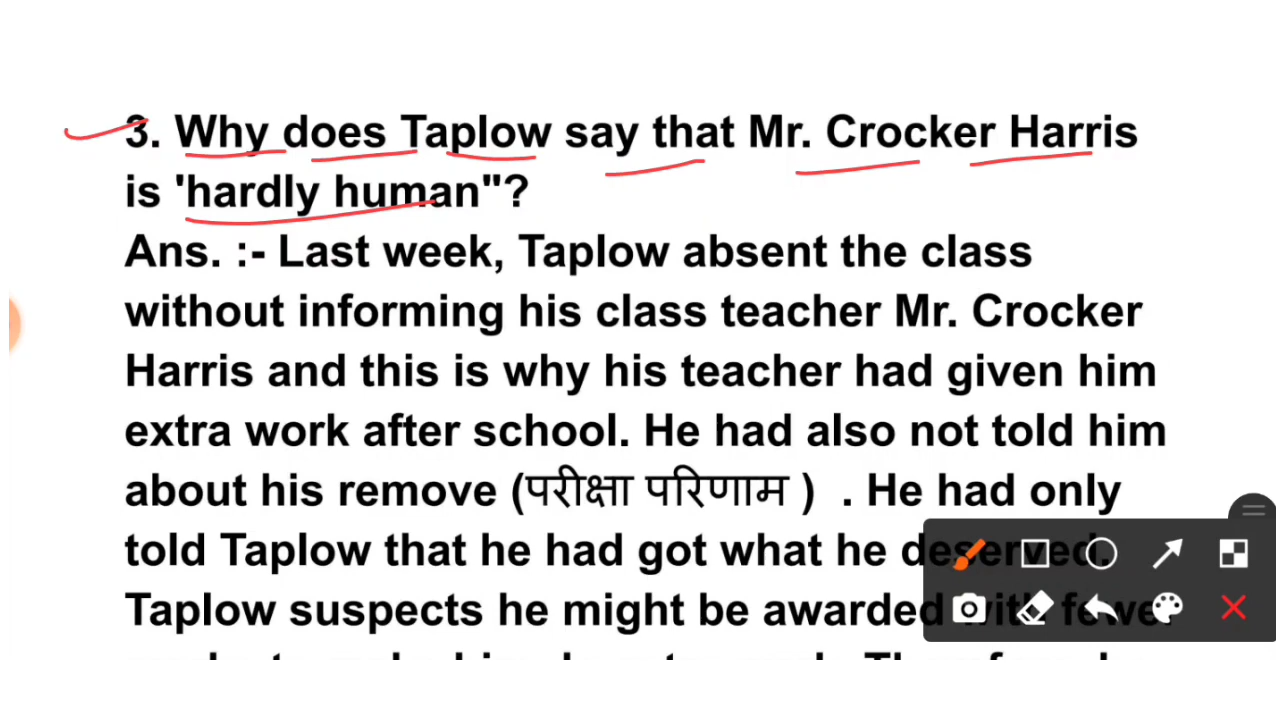 3. Why does Taplow say that Mr. Crocker Harris
is 'hardly human"?
Ans. :- Last week, Taplow absent the class
without informing his class teacher Mr. Crocker
Harris and this is why his teacher had given him
extra work after school. He had also not told him
about his remove (परीक्षा परिणाम ) . He had only
told Taplow that he had got what he deserved.
Taplow suspects he might be awarded with fewer